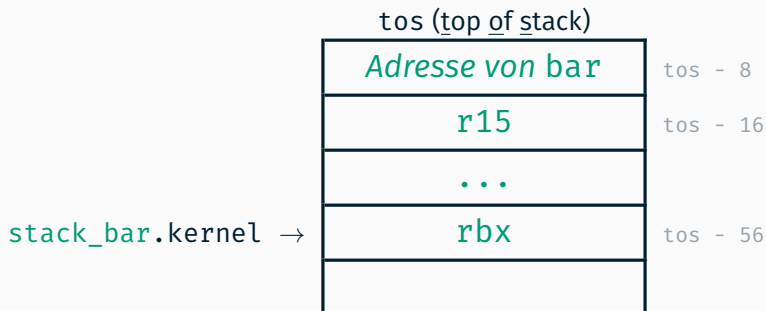 tos (top of stack)
Adresse von bar tos - 8
r15 tos - 16
...
stack_bar.kernel → rbx tos - 56